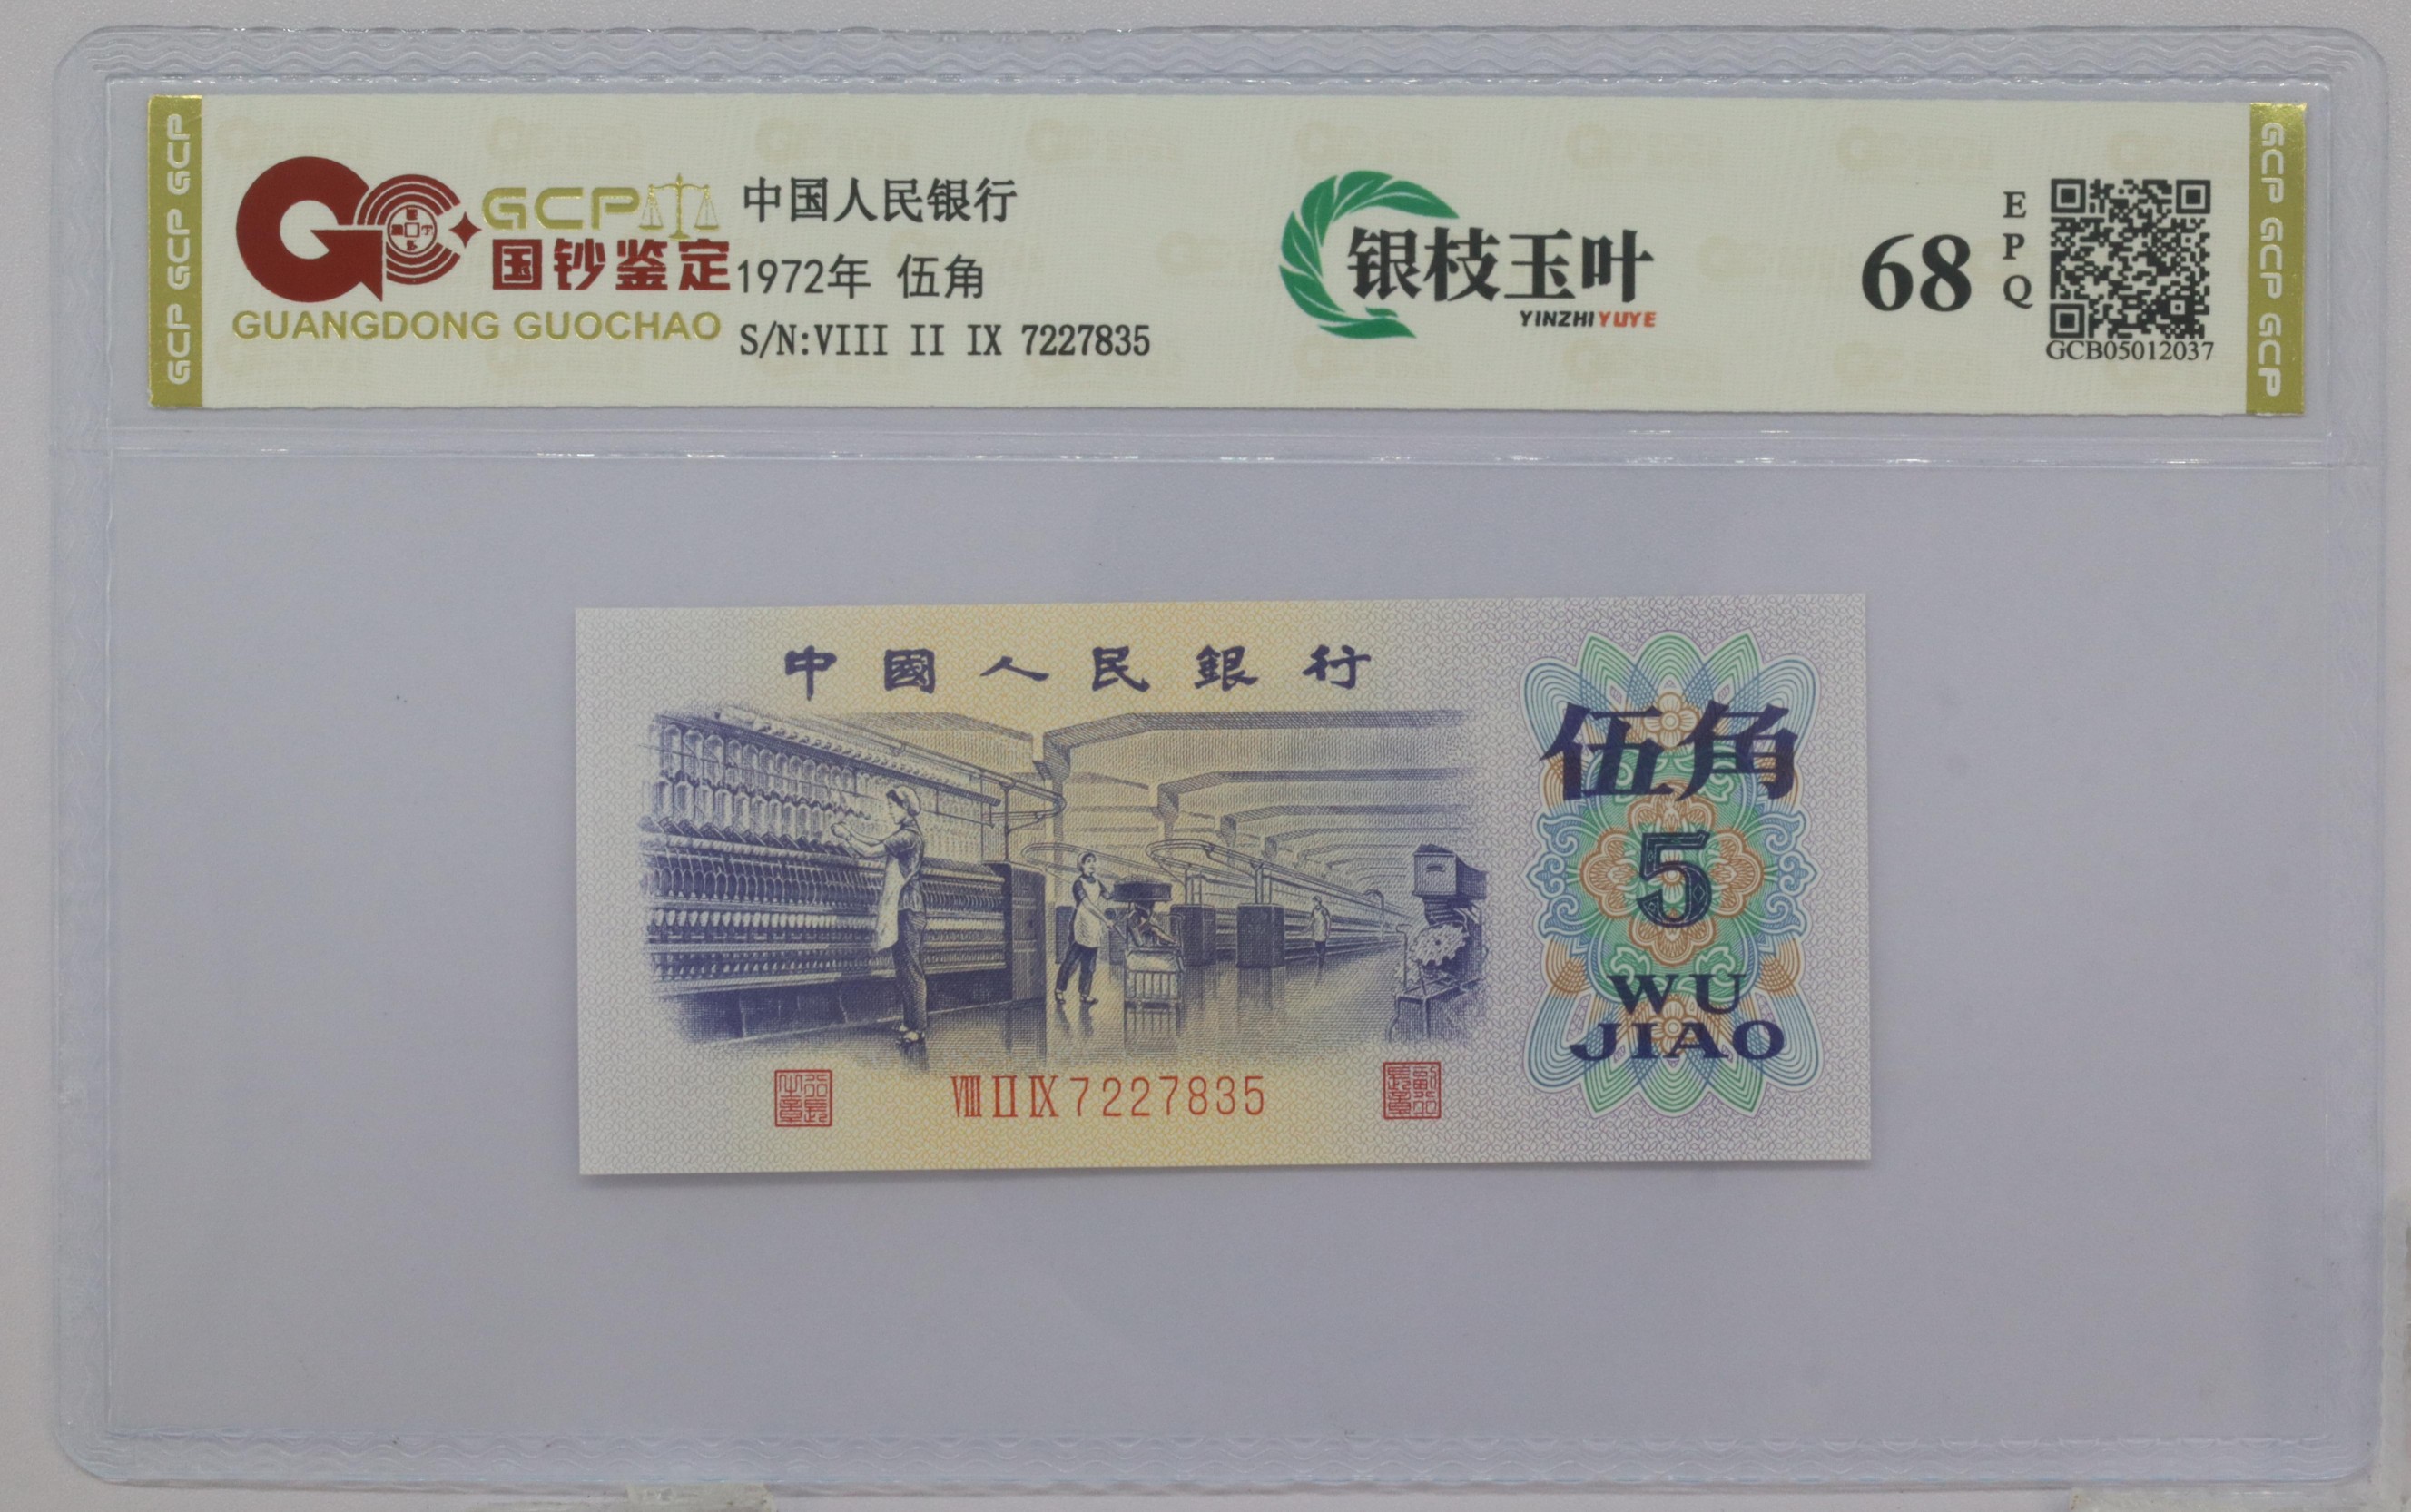 GCP GCP GCP
GCP
国钞鉴定
GUANGDONG GUOCHAO
中国人民银行
1972年 伍角
S/N:VIII II IX 7227835
银枝玉叶
YINZHIYUYE
68
EPQ
GCB05012037
GCP GCP GCP
中國人民銀行
伍角
5
WU
JIAO
VIII II IX 7227835